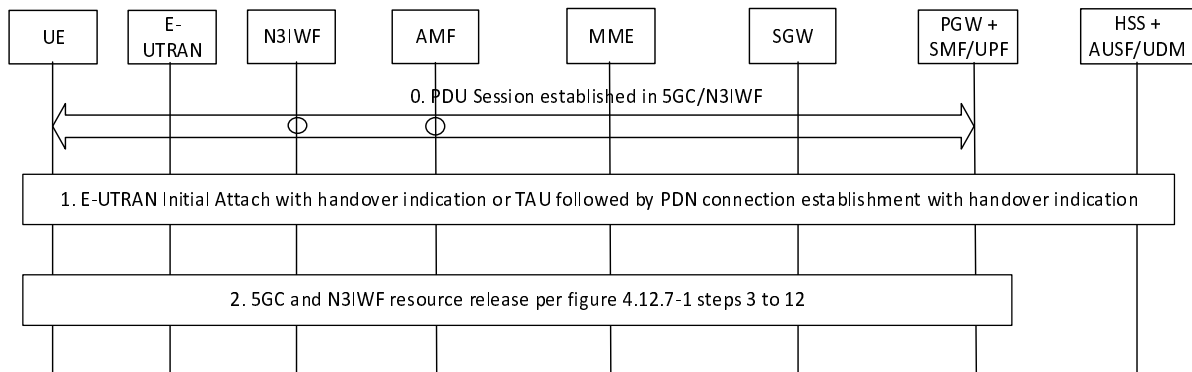 UE
E-
UTRAN
N3IWF
AMF
MME
SGW
PGW +
SMF/UPF
HSS +
AUSF/UDM
0. PDU Session established in 5GC/N3IWF
1. E-UTRAN Initial Attach with handover indication or TAU followed by PDN connection establishment with handover indication
2. 5GC and N3IWF resource release per figure 4.12.7-1 steps 3 to 12